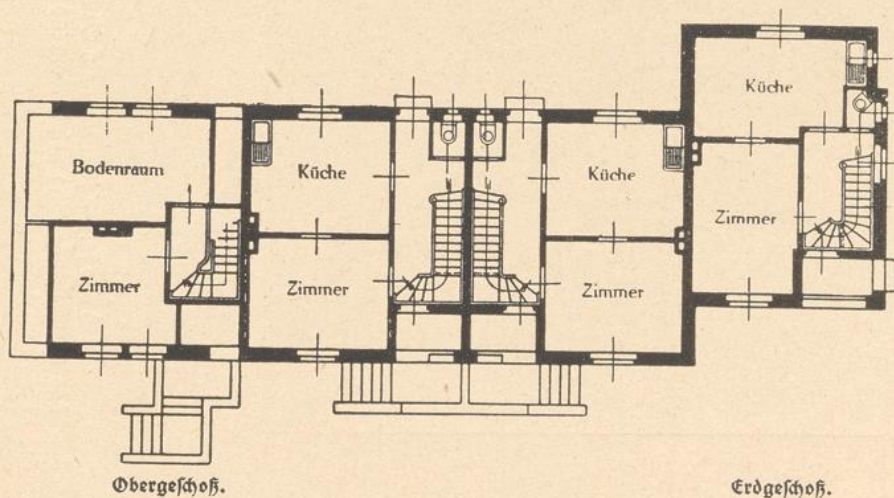 Küche
Bodenraum
Küche
Küche
Zimmer
Zimmer
Zimmer
Zimmer
Obergeſchoß.
Erdgeſchoß.